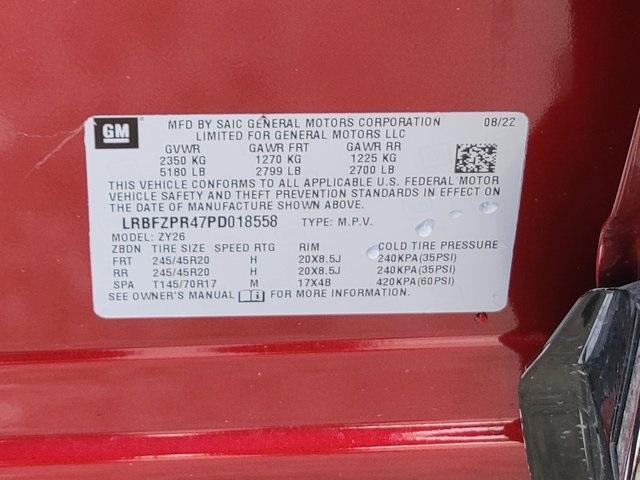 GM
MFD BY SAIC GENERAL MOTORS CORPORATION 08/22
LIMITED FOR GENERAL MOTORS LLC
GVWR GAWR FRT GAWR RR
2350 KG 1270 KG 1225 KG
5180 LB 2799 LB 2700 LB
THIS VEHICLE CONFORMS TO ALL APPLICABLE U.S. FEDERAL MOTOR
VEHICLE SAFETY AND THEFT PREVENTION STANDARDS IN EFFECT ON
THE DATE OF MANUFACTURE SHOWN ABOVE.
LRBFZPR47PD018558 TYPE: M.P.V.
MODEL: ZY26
ZBDN TIRE SIZE SPEED RTG RIM COLD TIRE PRESSURE
FRT 245/45R20 H 20X8.5J 240KPA(35PSI)
RR 245/45R20 H 20X8.5J 240KPA(35PSI)
SPA T145/70R17 M 17X4B 420KPA(60PSI)
SEE OWNER'S MANUAL FOR MORE INFORMATION.